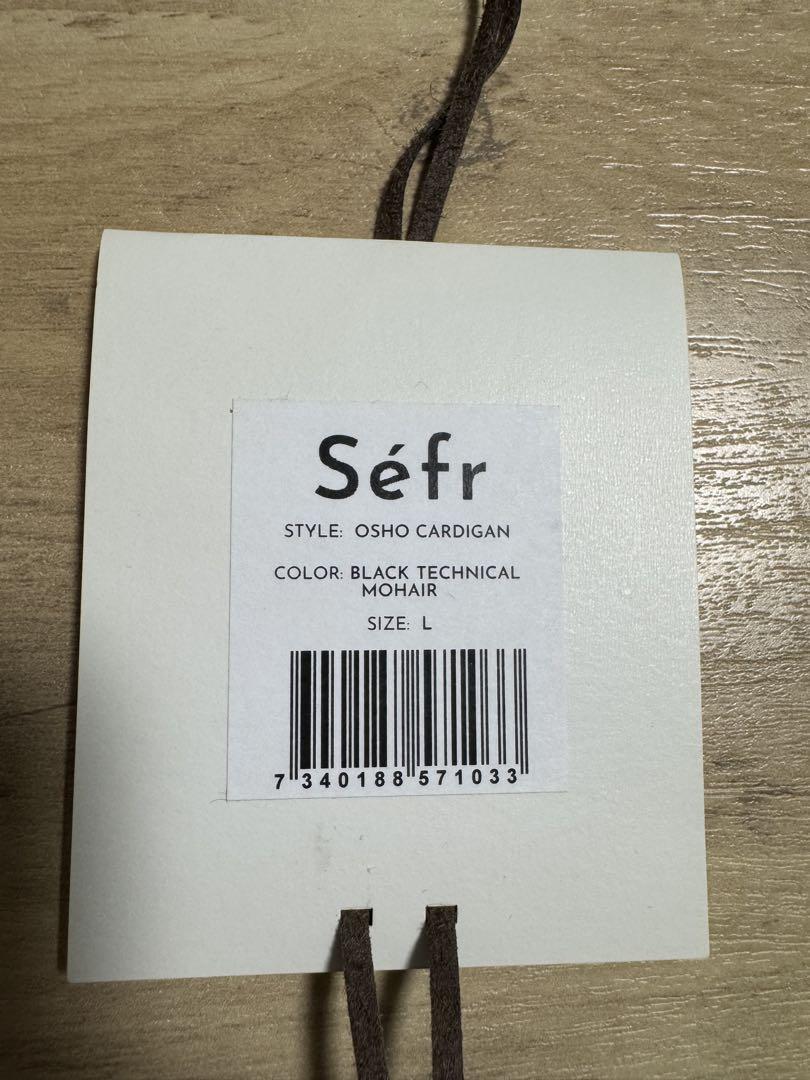 Séfr
STYLE: OSHO CARDIGAN
COLOR: BLACK TECHNICAL
MOHAIR
SIZE: L
7 340188 571033